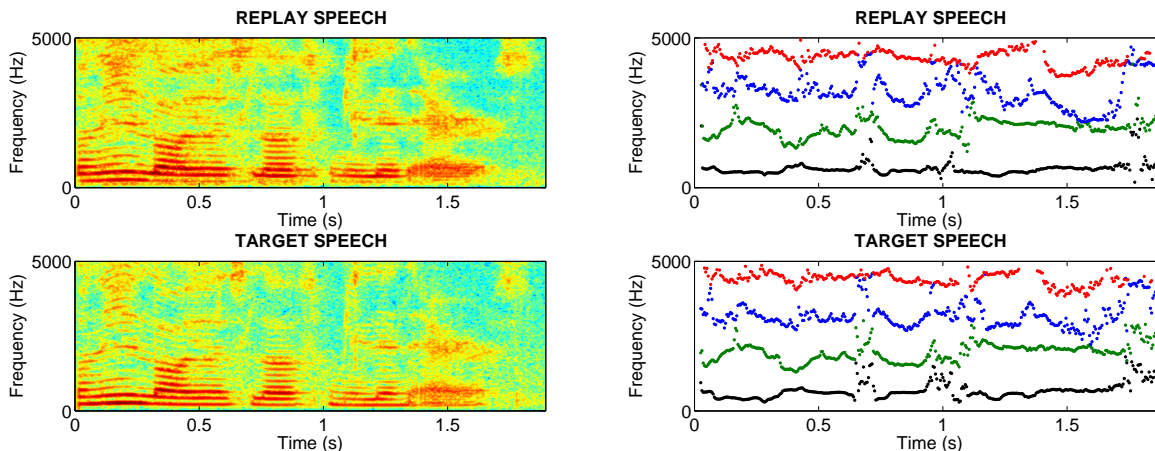 REPLAY SPEECH
5000
Frequency (Hz)
0
0 0.5 1 1.5
Time (s)
REPLAY SPEECH
5000
Frequency (Hz)
0
0 0.5 1 1.5
Time (s)
TARGET SPEECH
5000
Frequency (Hz)
0
0 0.5 1 1.5
Time (s)
TARGET SPEECH
5000
Frequency (Hz)
0
0 0.5 1 1.5
Time (s)